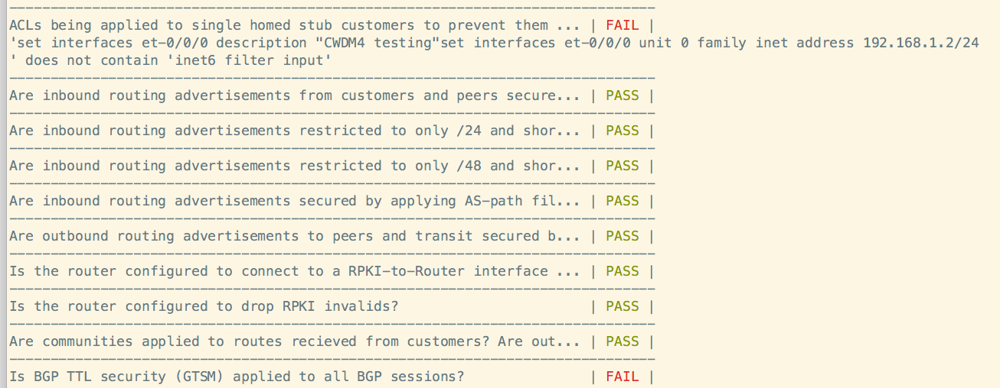 ACLs being applied to single homed stub customers to prevent them ... | FAIL |
'set interfaces et-0/0/0 description "CWDM4 testing"set interfaces et-0/0/0 unit 0 family inet address 192.168.1.2/24
' does not contain 'inet6 filter input'
Are inbound routing advertisements from customers and peers secure... | PASS |
Are inbound routing advertisements restricted to only /24 and shor... | PASS |
Are inbound routing advertisements restricted to only /48 and shor... | PASS |
Are inbound routing advertisements secured by applying AS-path fil... | PASS |
Are outbound routing advertisements to peers and transit secured b... | PASS |
Is the router configured to connect to a RPKI-to-Router interface ... | PASS |
Is the router configured to drop RPKI invalids? | PASS |
Are communities applied to routes recieved from customers? Are out... | PASS |
Is BGP TTL security (GTSM) applied to all BGP sessions? | FAIL |